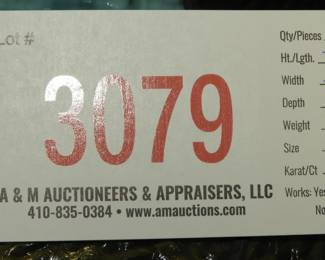 Lot #
3079
A & M AUCTIONEERS & APPRAISERS, LLC
410-835-0384 • www.amauctions.com
Qty/Pieces
Ht./Lgth.
Width
Depth
Weight
Size
Karat/Ct
Works: Yes
No